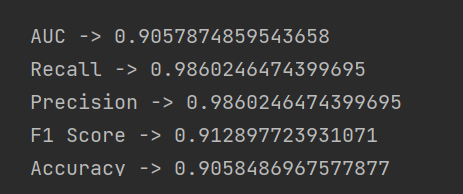 AUC -> 0.9057874859543658
Recall -> 0.9860246474399695
Precision -> 0.9860246474399695
F1 Score -> 0.912897723931071
Accuracy -> 0.9058486967577877